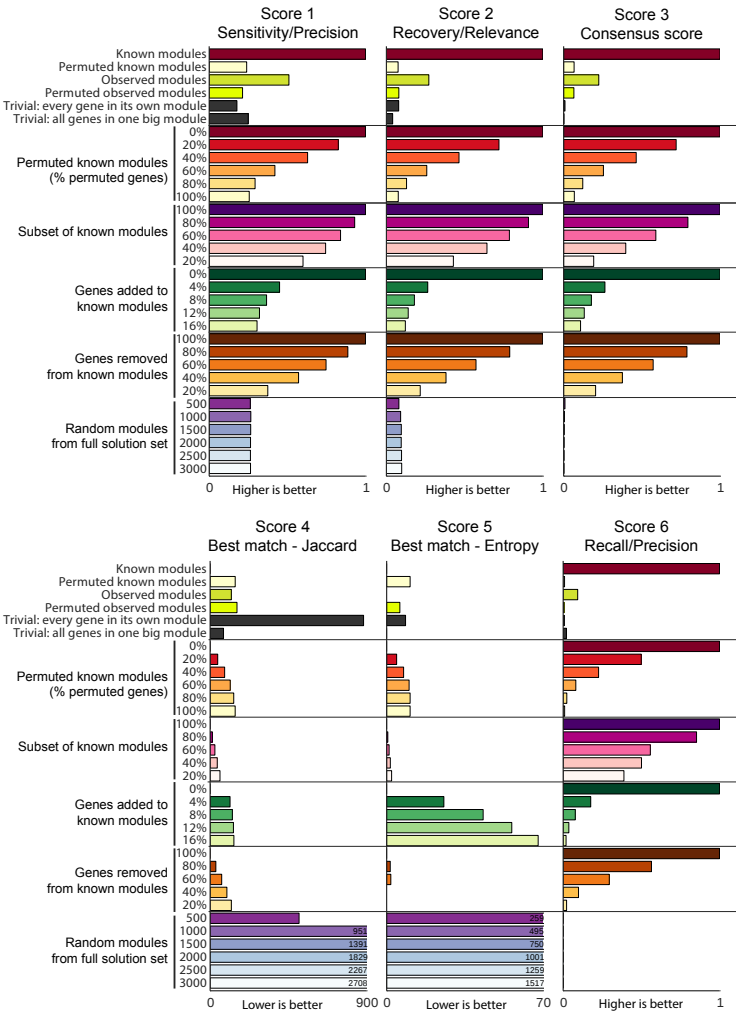 Score 1
Sensitivity/Precision
Score 2
Recovery/Relevance
Score 3
Consensus score
Known modules
Permuted known modules
Observed modules
Permuted observed modules
Trivial: every gene in its own module
Trivial: all genes in one big module
Permuted known modules
(% permuted genes)
0%
20%
40%
60%
80%
100%
Subset of known modules
100%
80%
60%
40%
20%
Genes added to
known modules
0%
4%
8%
12%
16%
Genes removed
from known modules
100%
80%
60%
40%
20%
Random modules
from full solution set
500
1000
1500
2000
2500
3000
0 Higher is better 1
0 Higher is better 1
0 Higher is better 1
Score 4
Best match - Jaccard
Score 5
Best match - Entropy
Score 6
Recall/Precision
Known modules
Permuted known modules
Observed modules
Permuted observed modules
Trivial: every gene in its own module
Trivial: all genes in one big module
Permuted known modules
(% permuted genes)
0%
20%
40%
60%
80%
100%
Subset of known modules
100%
80%
60%
40%
20%
Genes added to
known modules
0%
4%
8%
12%
16%
Genes removed
from known modules
100%
80%
60%
40%
20%
Random modules
from full solution set
500 259
1000 951 495
1500 1391 750
2000 1829 1001
2500 2267 1259
3000 2708 1517
0 Lower is better 900
0 Lower is better 70
0 Higher is better 1